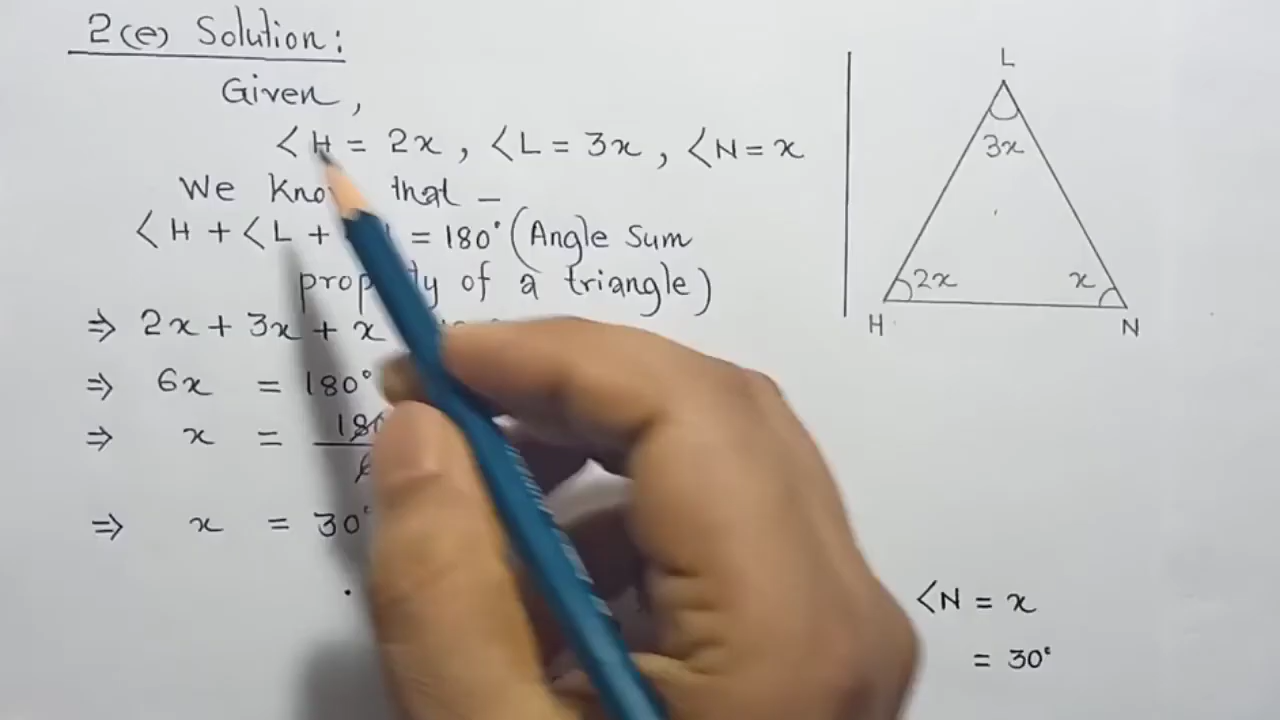 2(e) Solution:
Given,
<H = 2x, <L = 3x, <N = x
We that –
<H + <L + = 180° (Angle Sum
property of a triangle)
⇒ 2x + 3x + x
⇒ 6x = 180°
⇒ x =
⇒ x = 30°
L
3x
2x
x
H
N
<N = x
= 30°